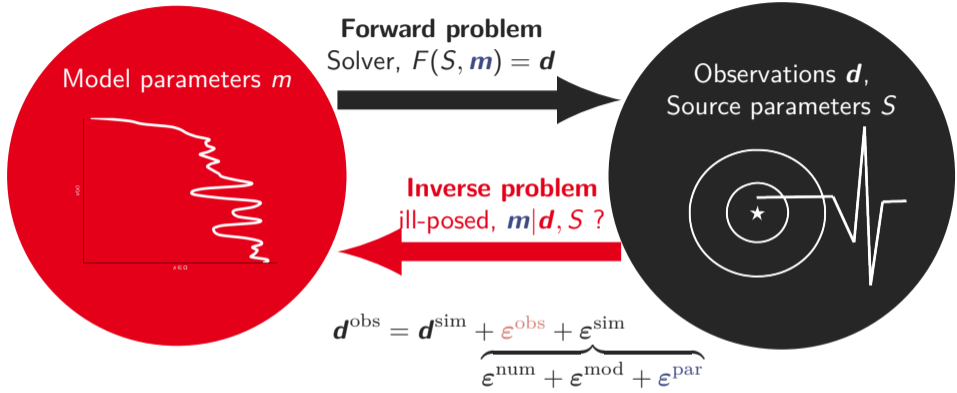 Forward problem
Solver, F(S, m) = d
Model parameters m
Observations d,
Source parameters S
Inverse problem
ill-posed, m|d, S ?
x ∈ Ω
d^obs = d^sim + ε^obs + ε^sim
ε^num + ε^mod + ε^par